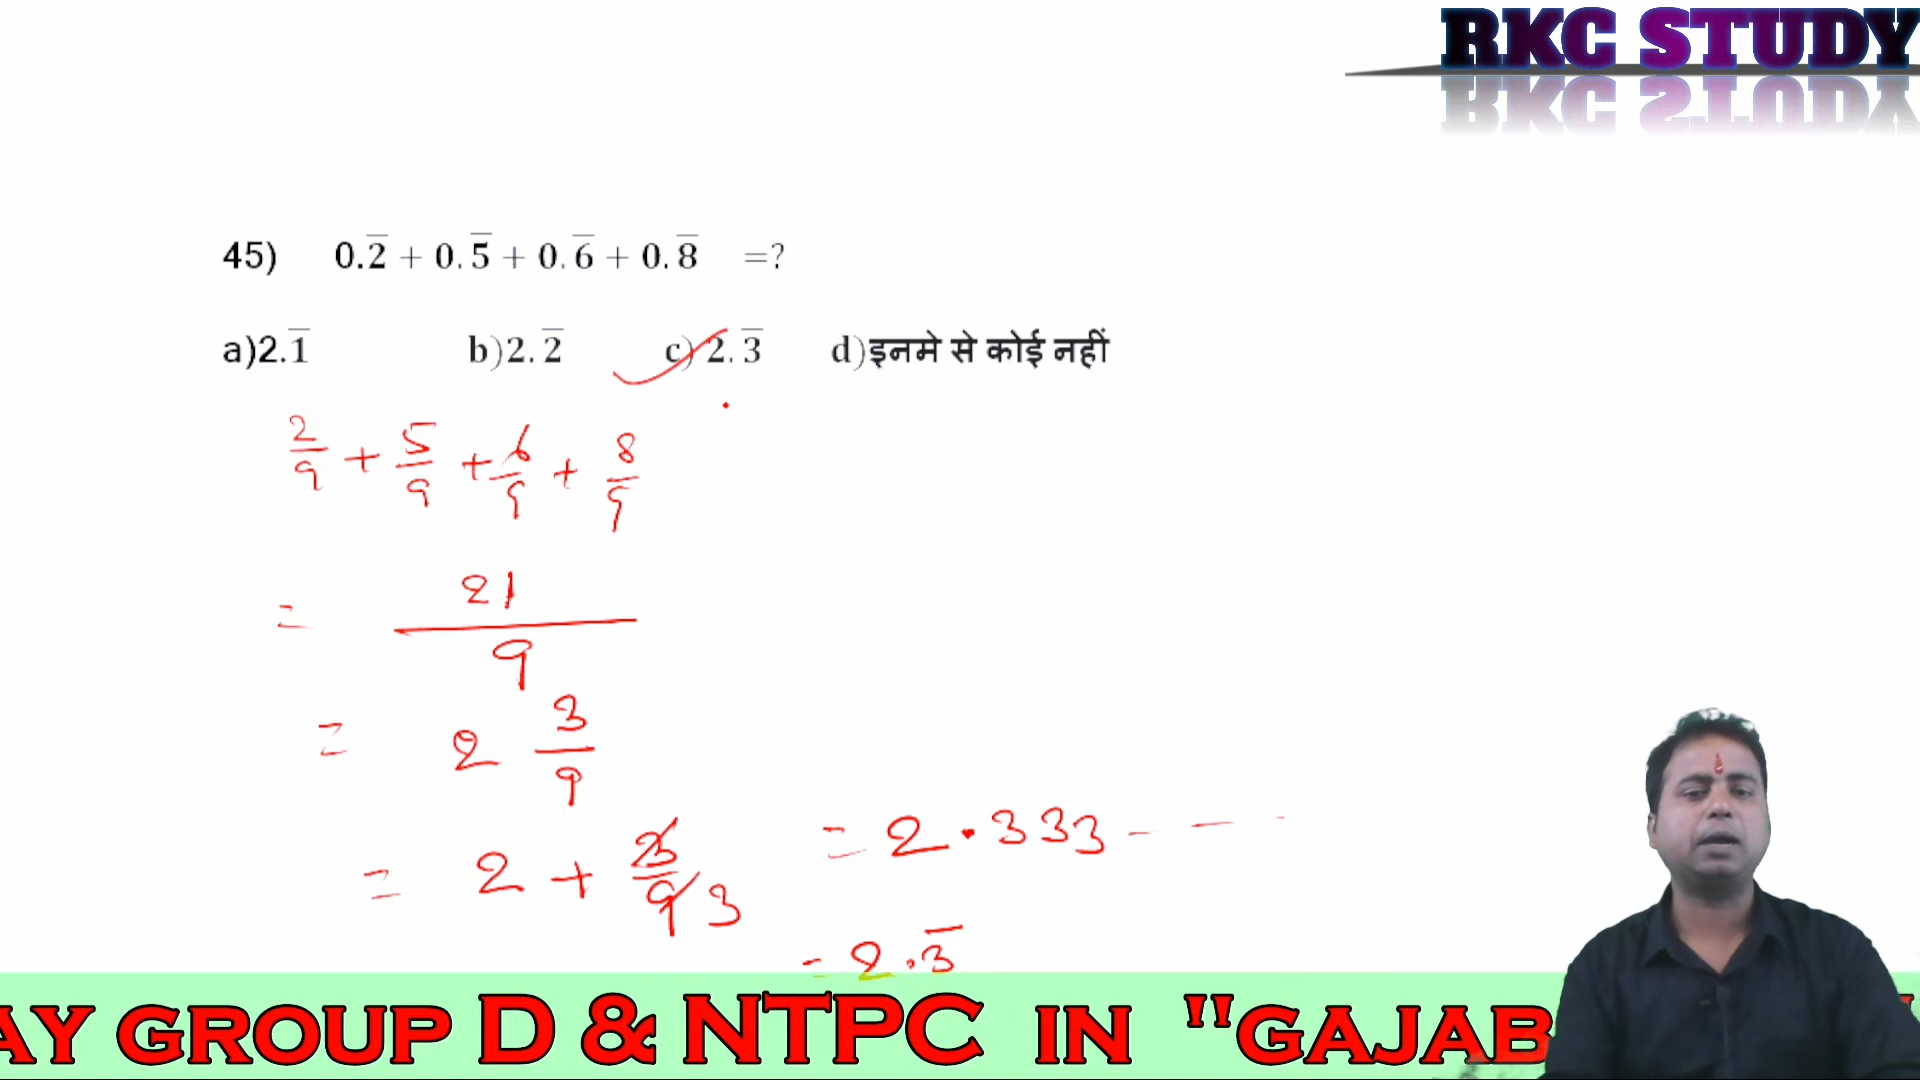 RKC STUDY
45) 0.2̅ + 0.5̅ + 0.6̅ + 0.8̅ =?
a)2.1̅ b)2.2̅ c) 2.3̅ d)इनमे से कोई नहीं
2/9 + 5/9 + 6/9 + 8/9
= 21/9
= 2 3/9
= 2 + 3/9 3
= 2.333 - - -
= 2.3̅
AY GROUP D & NTPC IN "GAJAB